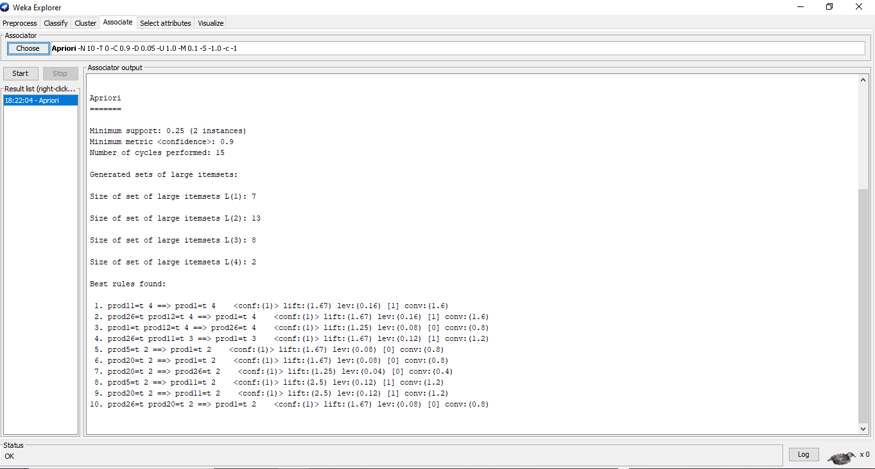 Weka Explorer
Preprocess Classify Cluster Associate Select attributes Visualize
Associator
Choose Apriori -N 10 -T 0 -C 0.9 -D 0.05 -U 1.0 -M 0.1 -S -1.0 -c -1
Start Stop
Result list (right-click...
18:22:04 - Apriori
Associator output
Apriori
=======
Minimum support: 0.25 (2 instances)
Minimum metric <confidence>: 0.9
Number of cycles performed: 15
Generated sets of large itemsets:
Size of set of large itemsets L(1): 7
Size of set of large itemsets L(2): 13
Size of set of large itemsets L(3): 8
Size of set of large itemsets L(4): 2
Best rules found:
1. prod11=t 4 ==> prod1=t 4 <conf:(1)> lift:(1.67) lev:(0.16) [1] conv:(1.6)
2. prod26=t prod12=t 4 ==> prod1=t 4 <conf:(1)> lift:(1.67) lev:(0.16) [1] conv:(1.6)
3. prod1=t prod12=t 4 ==> prod26=t 4 <conf:(1)> lift:(1.25) lev:(0.08) [0] conv:(0.8)
4. prod26=t prod11=t 3 ==> prod1=t 3 <conf:(1)> lift:(1.67) lev:(0.12) [1] conv:(1.2)
5. prod5=t 2 ==> prod1=t 2 <conf:(1)> lift:(1.67) lev:(0.08) [0] conv:(0.8)
6. prod20=t 2 ==> prod1=t 2 <conf:(1)> lift:(1.67) lev:(0.08) [0] conv:(0.8)
7. prod20=t 2 ==> prod26=t 2 <conf:(1)> lift:(1.25) lev:(0.04) [0] conv:(0.4)
8. prod5=t 2 ==> prod11=t 2 <conf:(1)> lift:(2.5) lev:(0.12) [1] conv:(1.2)
9. prod20=t 2 ==> prod11=t 2 <conf:(1)> lift:(2.5) lev:(0.12) [1] conv:(1.2)
10. prod26=t prod20=t 2 ==> prod1=t 2 <conf:(1)> lift:(1.67) lev:(0.08) [0] conv:(0.8)
Status
OK
Log
x 0